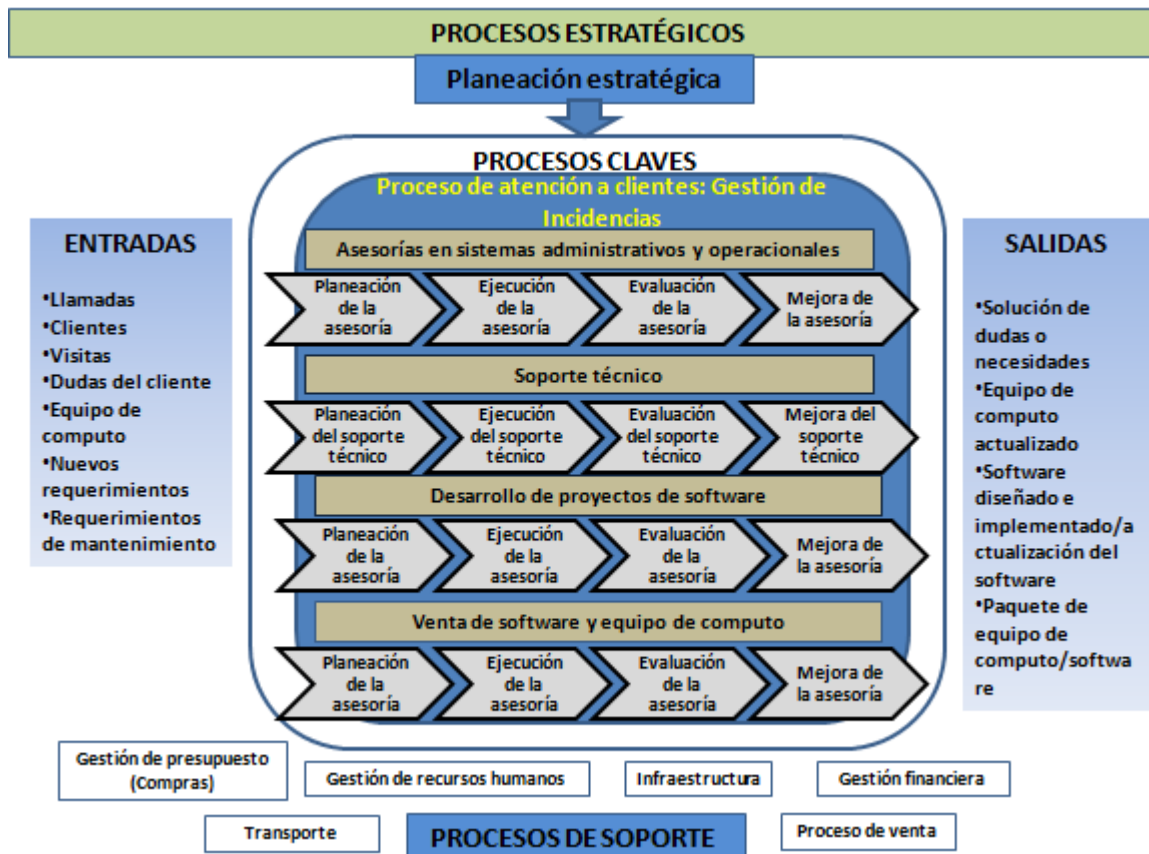 PROCESOS ESTRATÉGICOS
Planeación estratégica
PROCESOS CLAVES
Proceso de atención a clientes: Gestión de
Incidencias
ENTRADAS
•Llamadas
•Clientes
•Visitas
•Dudas del cliente
•Equipo de
computo
•Nuevos
requerimientos
•Requerimientos
de mantenimiento
Asesorías en sistemas administrativos y operacionales
Planeación
de la
asesoría
Ejecución
de la
asesoría
Evaluación
de la
asesoría
Mejora de
la asesoría
Soporte técnico
Planeación
del soporte
técnico
Ejecución
del soporte
técnico
Evaluación
del soporte
técnico
Mejora del
soporte
técnico
Desarrollo de proyectos de software
Planeación
de la
asesoría
Ejecución
de la
asesoría
Evaluación
de la
asesoría
Mejora de
la asesoría
Venta de software y equipo de computo
Planeación
de la
asesoría
Ejecución
de la
asesoría
Evaluación
de la
asesoría
Mejora de
la asesoría
SALIDAS
•Solución de
dudas o
necesidades
•Equipo de
computo
actualizado
•Software
diseñado e
implementado/a
ctualización del
software
•Paquete de
equipo de
computo/softwa
re
Gestión de presupuesto
(Compras)
Gestión de recursos humanos
Infraestructura
Gestión financiera
Transporte
PROCESOS DE SOPORTE
Proceso de venta